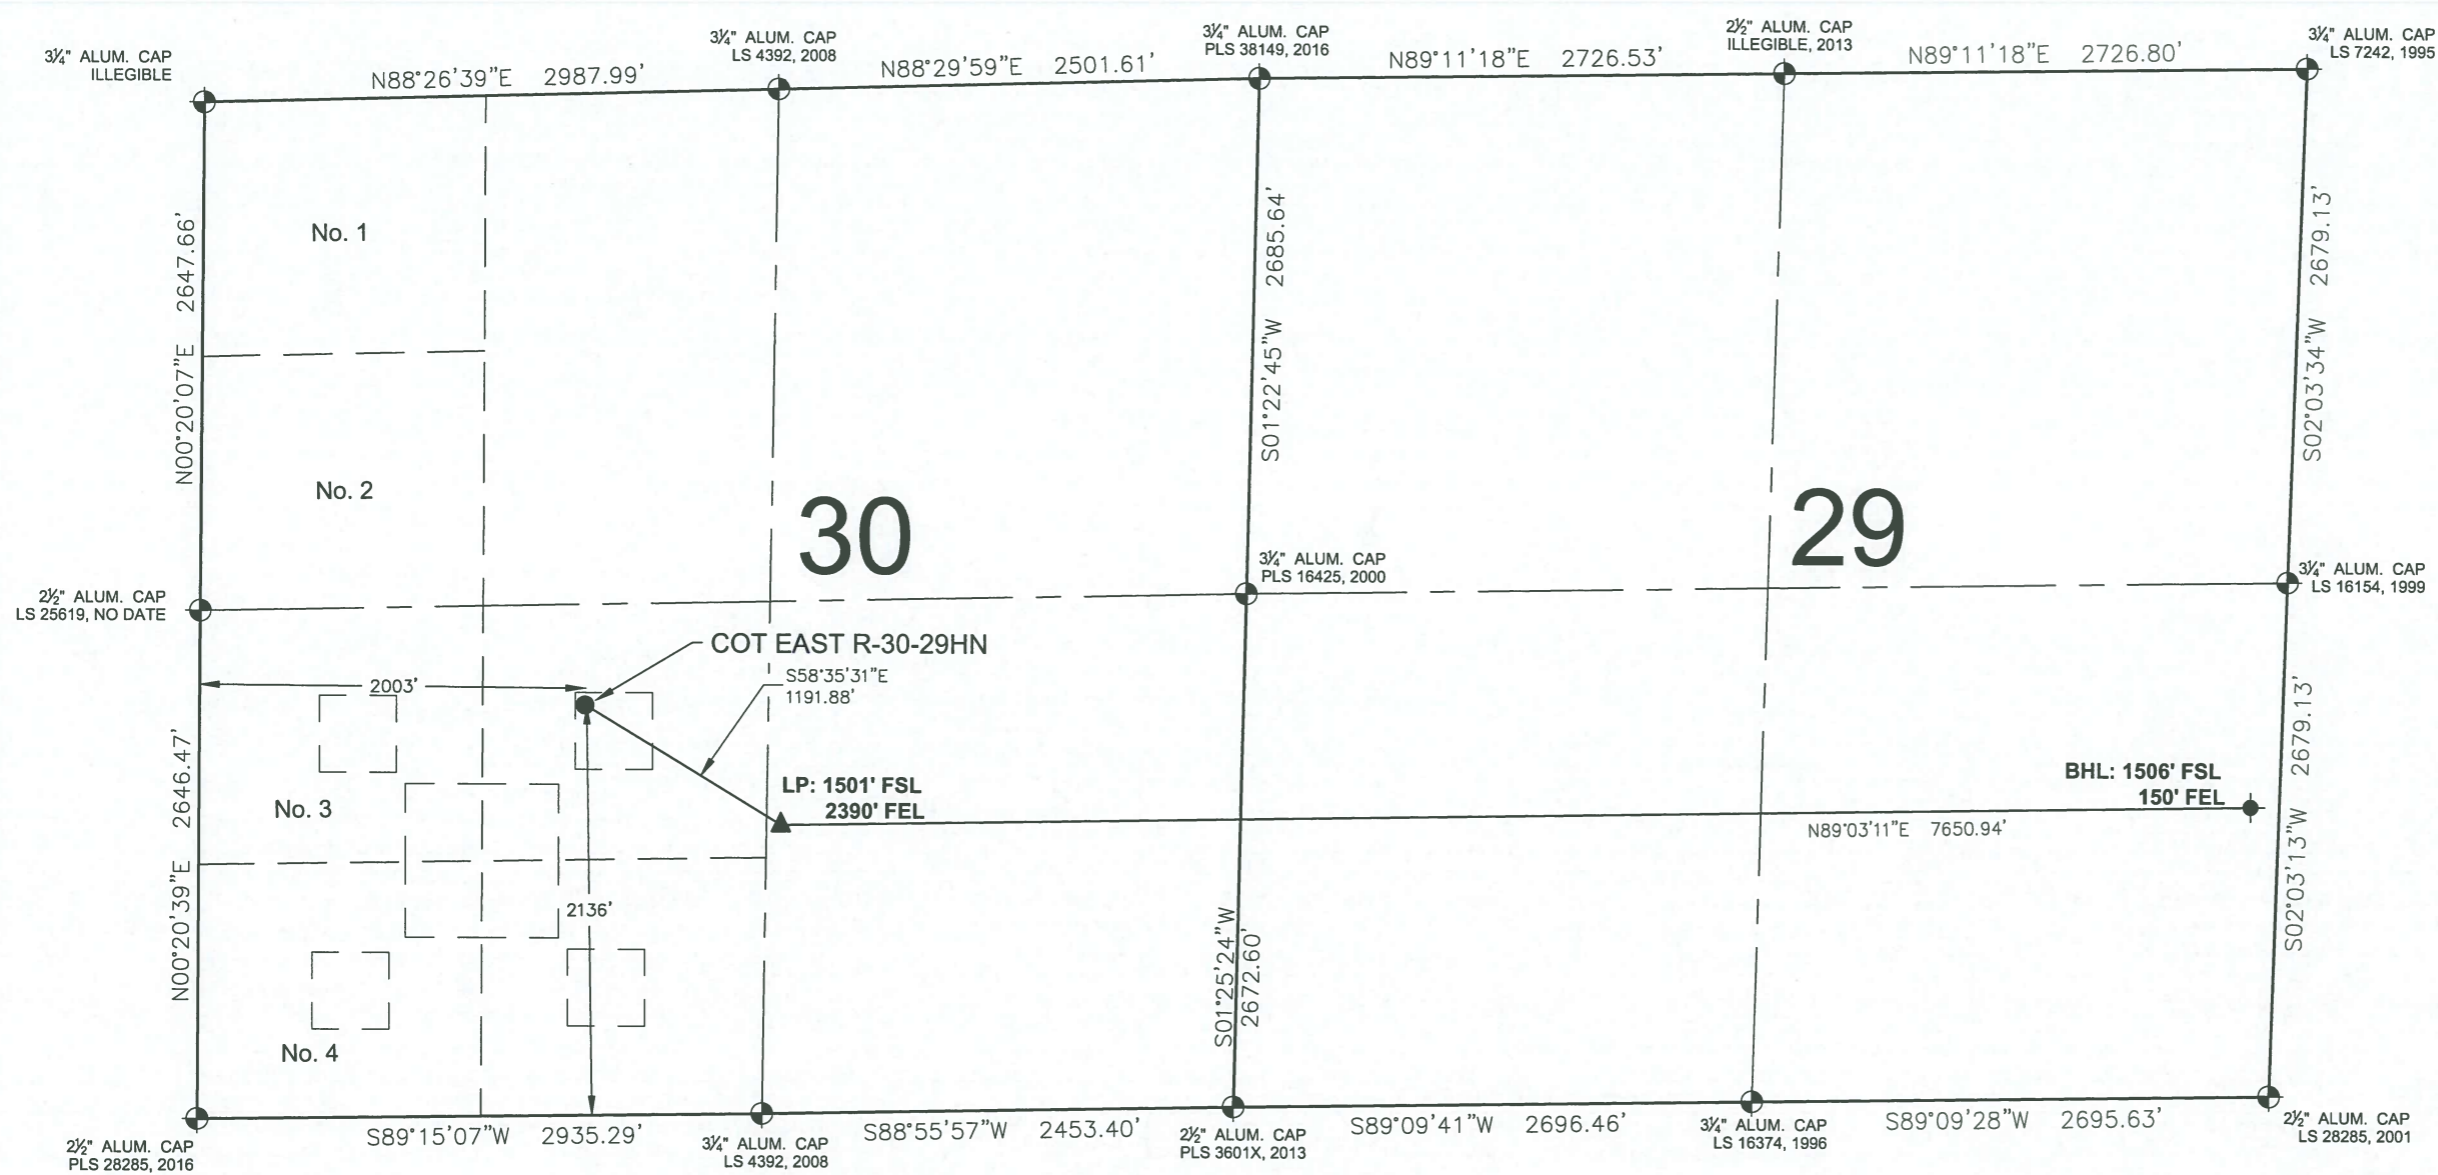 3¼" ALUM. CAP
ILLEGIBLE
N88°26'39"E 2987.99'
3¼" ALUM. CAP
LS 4392, 2008
N88°29'59"E 2501.61'
3¼" ALUM. CAP
PLS 38149, 2016
N89°11'18"E 2726.53'
2½" ALUM. CAP
ILLEGIBLE, 2013
N89°11'18"E 2726.80'
3¼" ALUM. CAP
LS 7242, 1995
N00°20'07"E 2647.66'
No. 1
No. 2
30
S01°22'45"W 2685.64'
29
S02°03'34"W 2679.13'
2½" ALUM. CAP
LS 25619, NO DATE
3¼" ALUM. CAP
PLS 16425, 2000
3¼" ALUM. CAP
LS 16154, 1999
COT EAST R-30-29HN
S58°35'31"E
1191.88'
2003'
N00°20'39"E 2646.47'
No. 3
LP: 1501' FSL
2390' FEL
BHL: 1506' FSL
150' FEL
N89°03'11"E 7650.94'
2136'
S01°25'24"W
2672.60'
S02°03'13"W 2679.13'
No. 4
2½" ALUM. CAP
PLS 28285, 2016
S89°15'07"W 2935.29'
3¼" ALUM. CAP
LS 4392, 2008
S88°55'57"W 2453.40'
2½" ALUM. CAP
PLS 3601X, 2013
S89°09'41"W 2696.46'
3¼" ALUM. CAP
LS 16374, 1996
S89°09'28"W 2695.63'
2½" ALUM. CAP
LS 28285, 2001